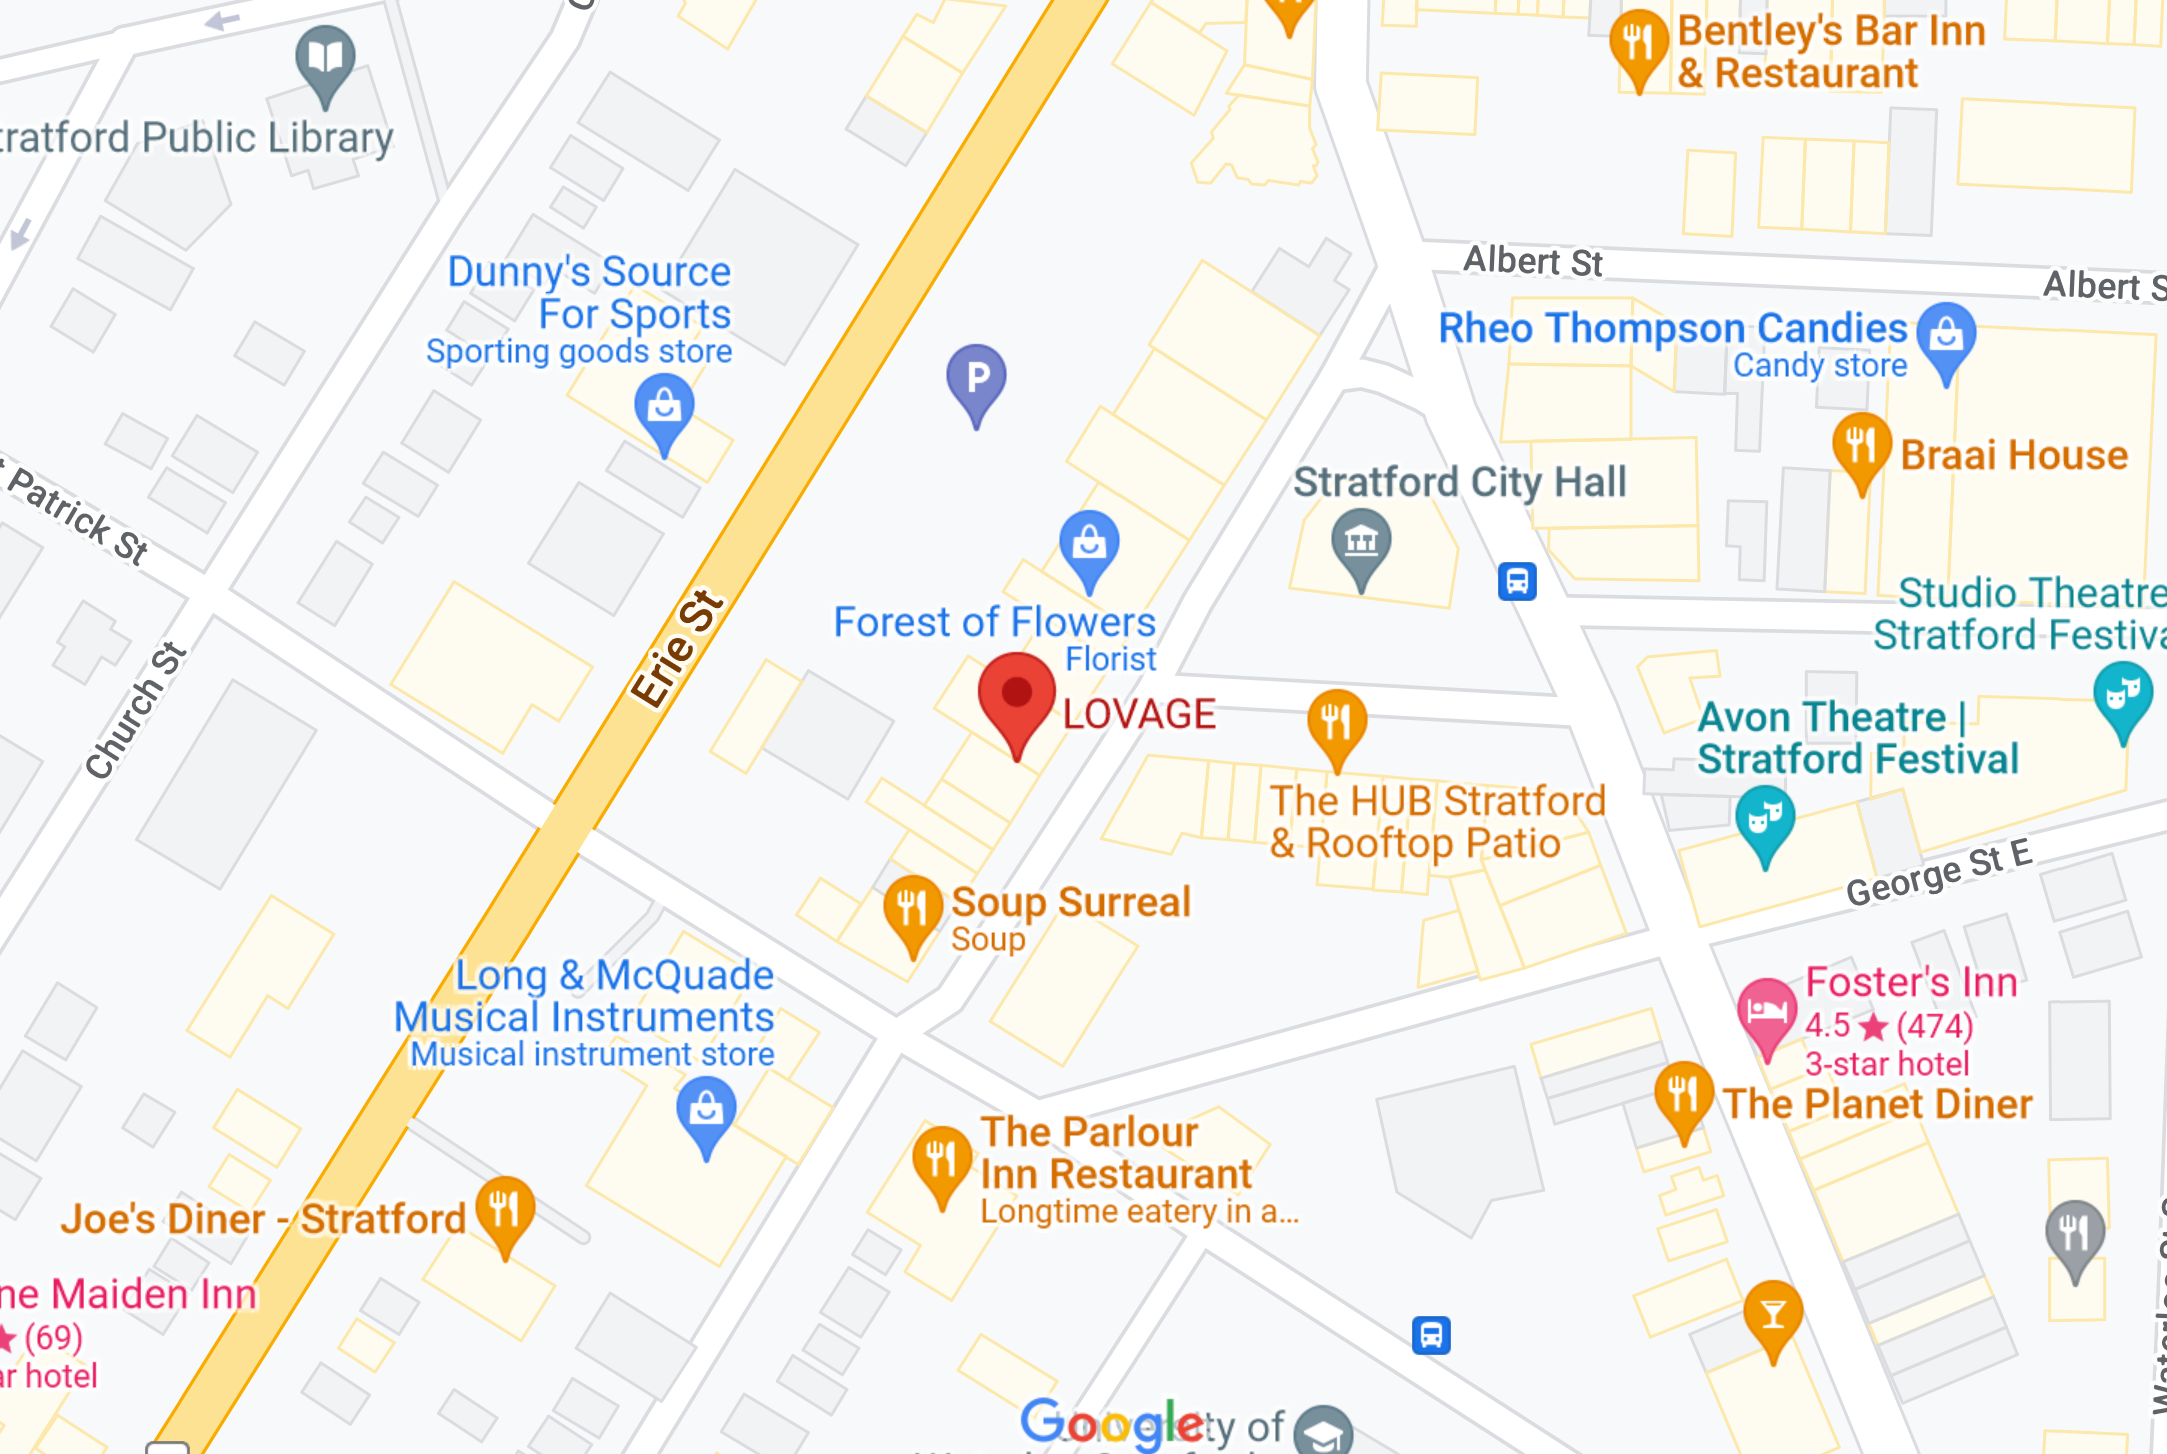 Bentley's Bar Inn
& Restaurant
tratford Public Library
Albert St
Albert S
Dunny's Source
For Sports
Sporting goods store
P
Rheo Thompson Candies
Candy store
Braai House
Stratford City Hall
t Patrick St
Studio Theatre
Stratford Festiva
Forest of Flowers
Florist
Erie St
LOVAGE
Church St
Avon Theatre |
Stratford Festival
The HUB Stratford
& Rooftop Patio
George St E
Soup Surreal
Soup
Long & McQuade
Musical Instruments
Musical instrument store
Foster's Inn
4.5 ★ (474)
3-star hotel
The Planet Diner
The Parlour
Inn Restaurant
Longtime eatery in a...
Joe's Diner - Stratford
ne Maiden Inn
★ (69)
ar hotel
Google
ty of